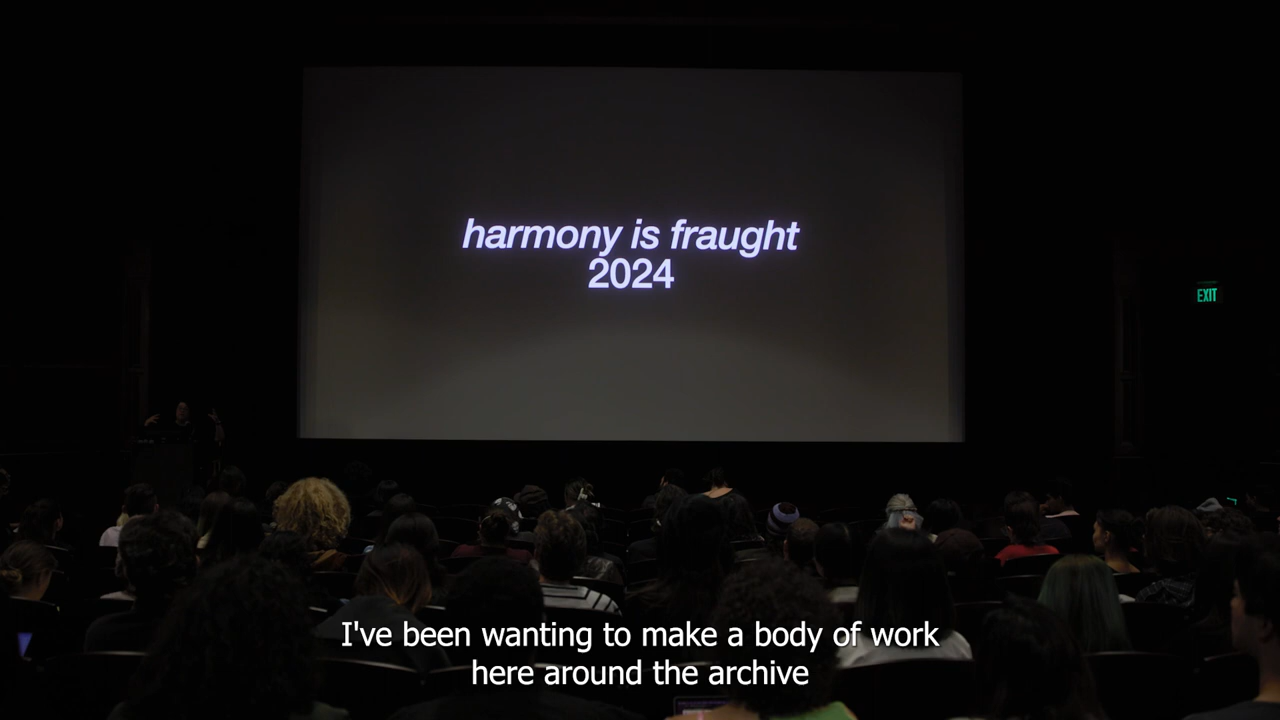 harmony is fraught
2024
EXIT
I've been wanting to make a body of work
here around the archive